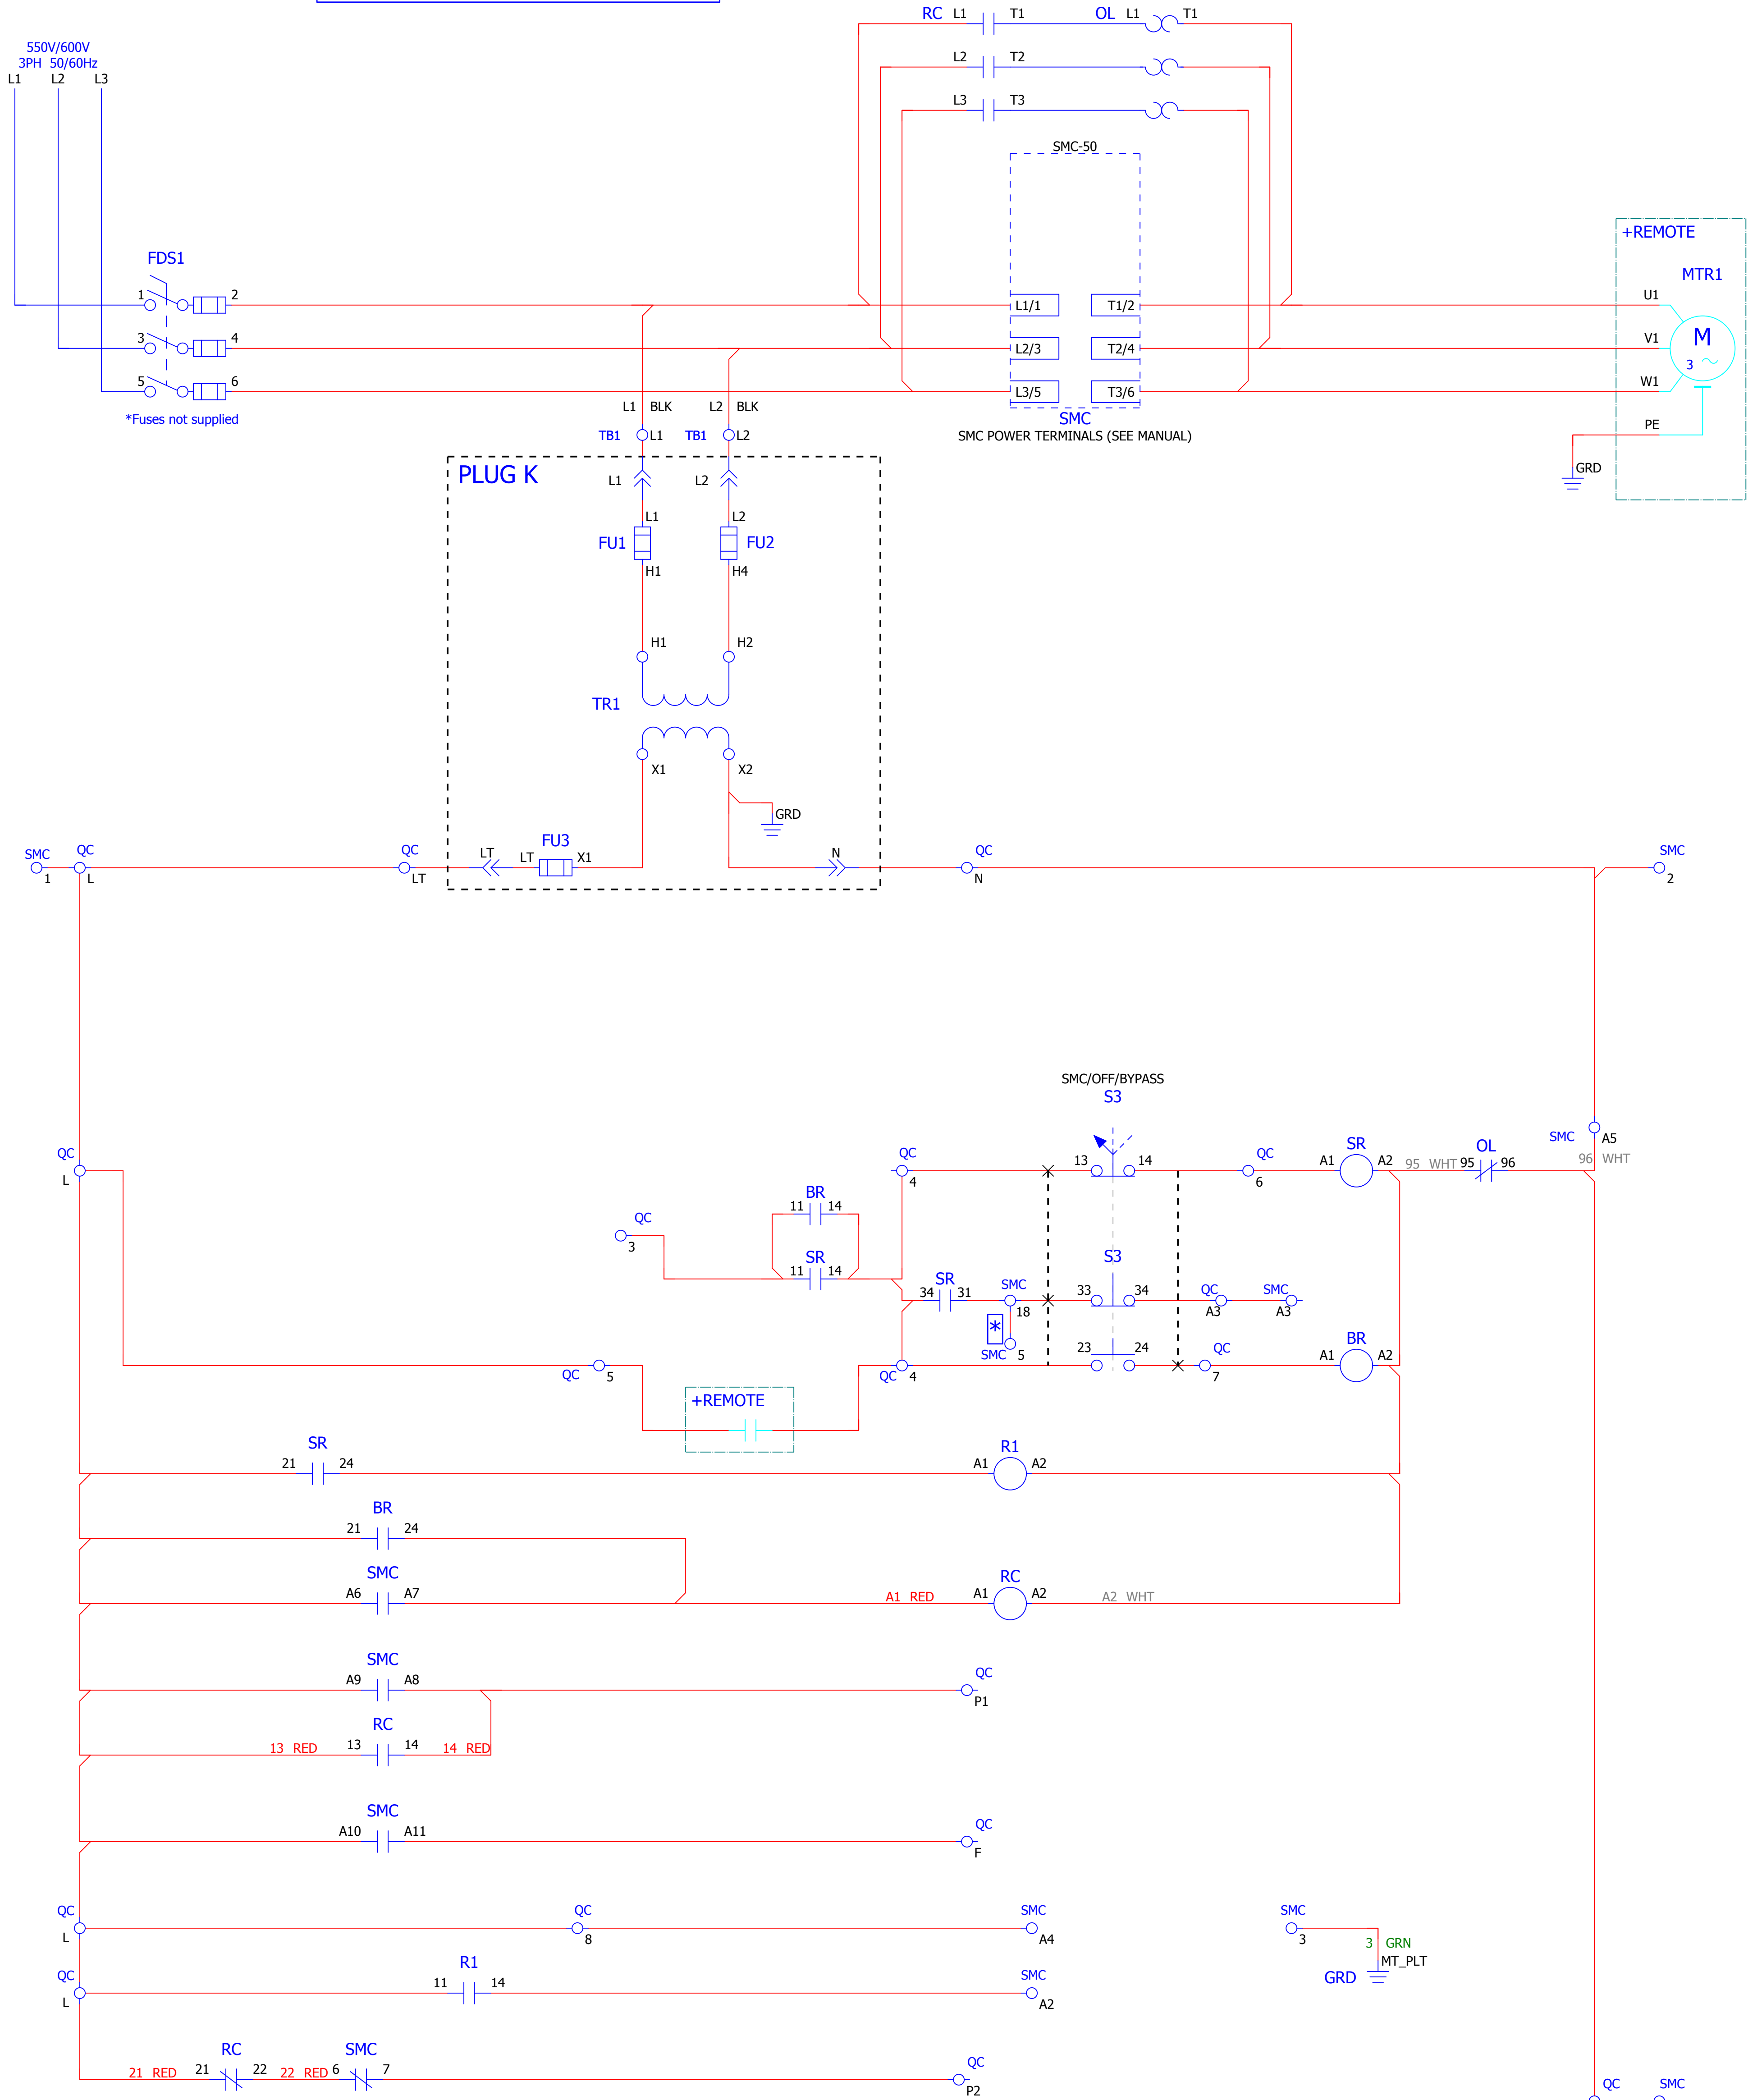 RC L1 T1 OL L1 T1
550V/600V
3PH 50/60Hz
L1 L2 L3
L2 T2
L3 T3
SMC-50
+REMOTE
MTR1
FDS1
1 2
L1/1 T1/2 U1
3 4
L2/3 T2/4 V1
M
3
5 6
L3/5 T3/6 W1
*Fuses not supplied
L1 BLK L2 BLK
SMC
SMC POWER TERMINALS (SEE MANUAL)
PE
TB1 L1 TB1 L2
GRD
PLUG K
L1 L2
L1 L2
FU1 FU2
H1 H4
H1 H2
TR1
X1 X2
GRD
SMC QC QC FU3 QC SMC
LT LT X1 N
1 L LT N 2
SMC/OFF/BYPASS
S3
SMC A5
QC QC 13 14 QC SR OL
A1 A2 95 WHT 95 96 96 WHT
L 4 6
BR
11 14
QC
3
SR
11 14
S3
SR
34 31 SMC 33 34 QC SMC
18 A3 A3
*
SMC 5 23 24 QC BR
A1 A2
QC 5 QC 4 7
+REMOTE
SR R1
21 24 A1 A2
BR
21 24
SMC RC
A6 A7 A1 RED A1 A2 A2 WHT
SMC
A9 A8 QC
P1
RC
13 RED 13 14 14 RED
SMC
A10 A11 QC
F
QC QC SMC SMC
L 8 A4 3
3 GRN
MT_PLT
GRD
QC R1 SMC
11 14
L A2
RC SMC
21 RED 21 22 22 RED 6 7 QC
P2
QC SMC